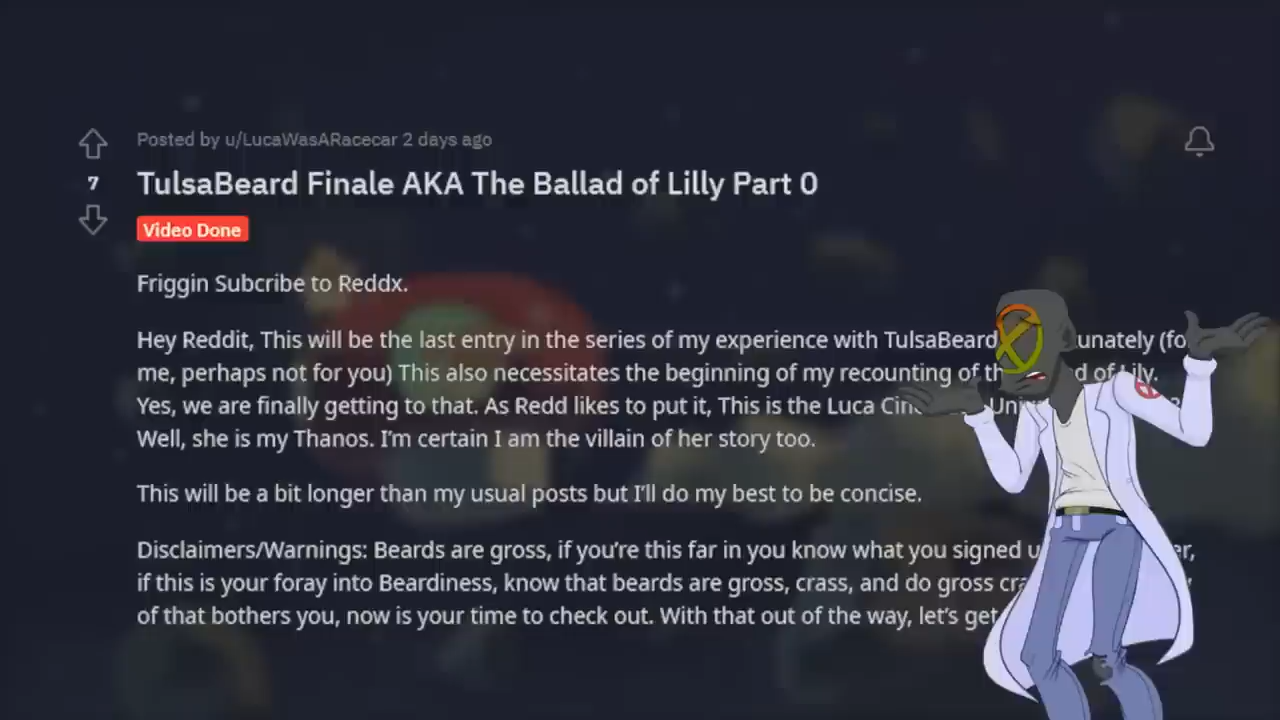 Posted by u/LucaWasARacecar 2 days ago
7
TulsaBeard Finale AKA The Ballad of Lilly Part 0
Video Done
Friggin Subcribe to Reddx.
Hey Reddit, This will be the last entry in the series of my experience with TulsaBeard
me, perhaps not for you) This also necessitates the beginning of my recounting of of Lily.
Yes, we are finally getting to that. As Redd likes to put it, This is the Luca
Well, she is my Thanos. I'm certain I am the villain of her story too.
This will be a bit longer than my usual posts but I'll do my best to be concise.
Disclaimers/Warnings: Beards are gross, if you're this far in you know what you signed
if this is your foray into Beardiness, know that beards are gross, crass, and do gross
of that bothers you, now is your time to check out. With that out of the way, let's get